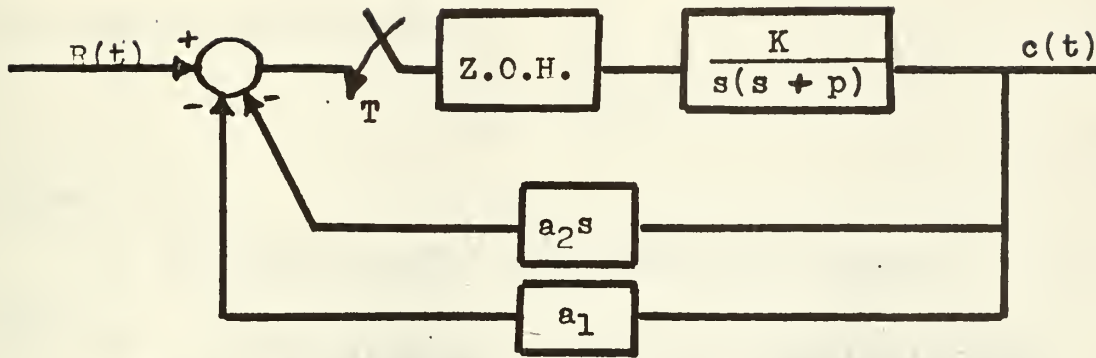 R(t)
+
-
-
T
Z.O.H.
K
s(s + p)
c(t)
a2s
a1